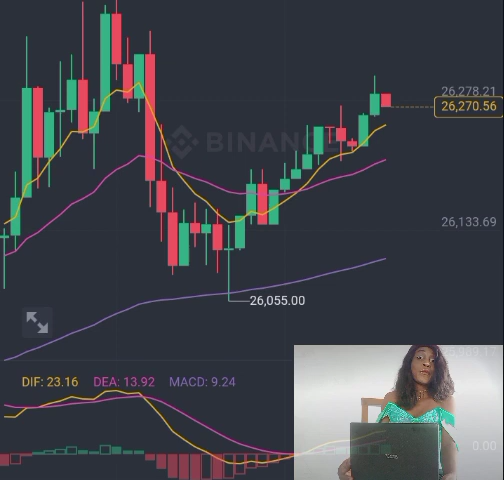 BINANCE
26,278.21
26,270.56
26,133.69
26,055.00
DIF: 23.16 DEA: 13.92 MACD: 9.24
0.00